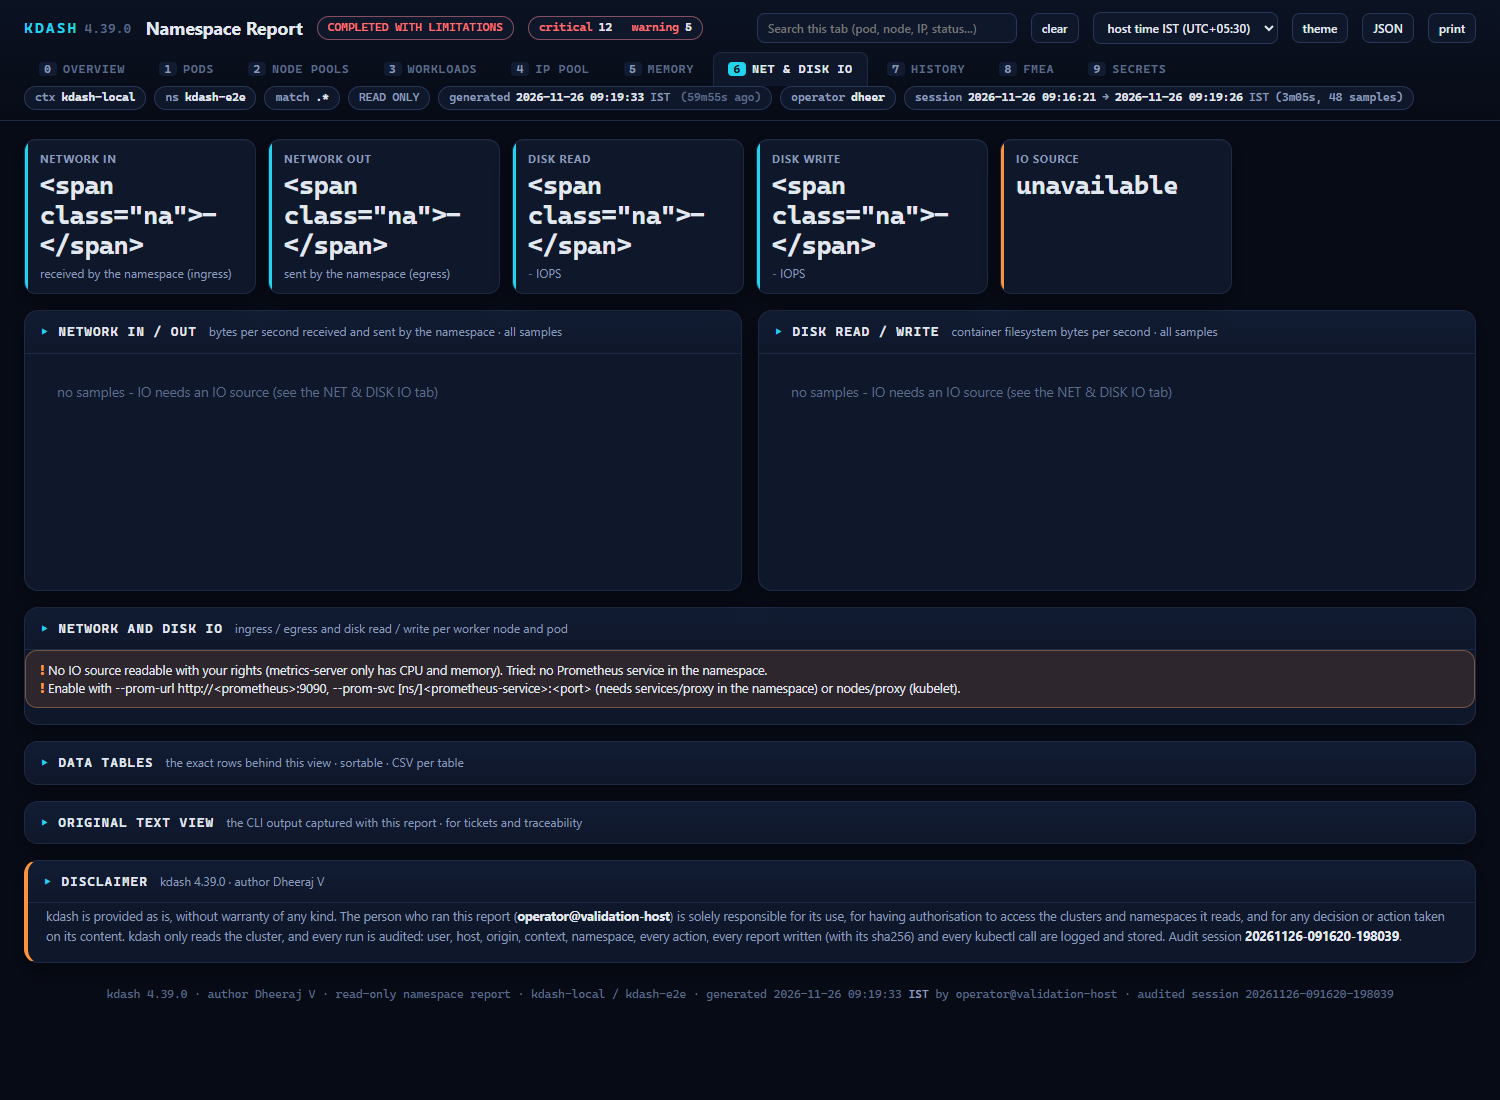 KDASH 4.39.0 Namespace Report COMPLETED WITH LIMITATIONS critical 12 warning 5 Search this tab (pod, node, IP, status...) clear host time IST (UTC+05:30) theme JSON print
0 OVERVIEW 1 PODS 2 NODE POOLS 3 WORKLOADS 4 IP POOL 5 MEMORY 6 NET & DISK IO 7 HISTORY 8 FMEA 9 SECRETS
ctx kdash-local ns kdash-e2e match .* READ ONLY generated 2026-11-26 09:19:33 IST (59m55s ago) operator dheer session 2026-11-26 09:16:21 → 2026-11-26 09:19:26 IST (3m05s, 48 samples)
NETWORK IN
<span
class="na">-
</span>
received by the namespace (ingress)
NETWORK OUT
<span
class="na">-
</span>
sent by the namespace (egress)
DISK READ
<span
class="na">-
</span>
- IOPS
DISK WRITE
<span
class="na">-
</span>
- IOPS
IO SOURCE
unavailable
NETWORK IN / OUT bytes per second received and sent by the namespace · all samples
no samples - IO needs an IO source (see the NET & DISK IO tab)
DISK READ / WRITE container filesystem bytes per second · all samples
no samples - IO needs an IO source (see the NET & DISK IO tab)
NETWORK AND DISK IO ingress / egress and disk read / write per worker node and pod
! No IO source readable with your rights (metrics-server only has CPU and memory). Tried: no Prometheus service in the namespace.
! Enable with --prom-url http://<prometheus>:9090, --prom-svc [ns/]<prometheus-service>:<port> (needs services/proxy in the namespace) or nodes/proxy (kubelet).
DATA TABLES the exact rows behind this view · sortable · CSV per table
ORIGINAL TEXT VIEW the CLI output captured with this report · for tickets and traceability
DISCLAIMER kdash 4.39.0 · author Dheeraj V
kdash is provided as is, without warranty of any kind. The person who ran this report (operator@validation-host) is solely responsible for its use, for having authorisation to access the clusters and namespaces it reads, and for any decision or action taken
on its content. kdash only reads the cluster, and every run is audited: user, host, origin, context, namespace, every action, every report written (with its sha256) and every kubectl call are logged and stored. Audit session 20261126-091620-198039.
kdash 4.39.0 · author Dheeraj V · read-only namespace report · kdash-local / kdash-e2e · generated 2026-11-26 09:19:33 IST by operator@validation-host · audited session 20261126-091620-198039